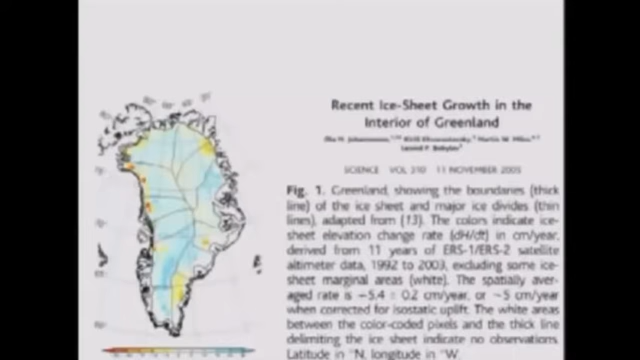 Recent Ice-Sheet Growth in the
Interior of Greenland
SCIENCE VOL 310 11 NOVEMBER 2005
Fig. 1. Greenland, showing the boundaries (thick
line) of the ice sheet and major ice divides (thin
lines), adapted from (13). The colors indicate ice-
sheet elevation change rate (dH/dt) in cm/year,
derived from 11 years of ERS-1/ERS-2 satellite
altimeter data, 1992 to 2003, excluding some ice-
sheet marginal areas (white). The spatially aver-
aged rate is +5.4 ± 0.2 cm/year, or ~5 cm/year
when corrected for isostatic uplift. The white areas
between the color-coded pixels and the thick line
delimiting the ice sheet indicate no observations.
Latitude in °N, longitude in °W.